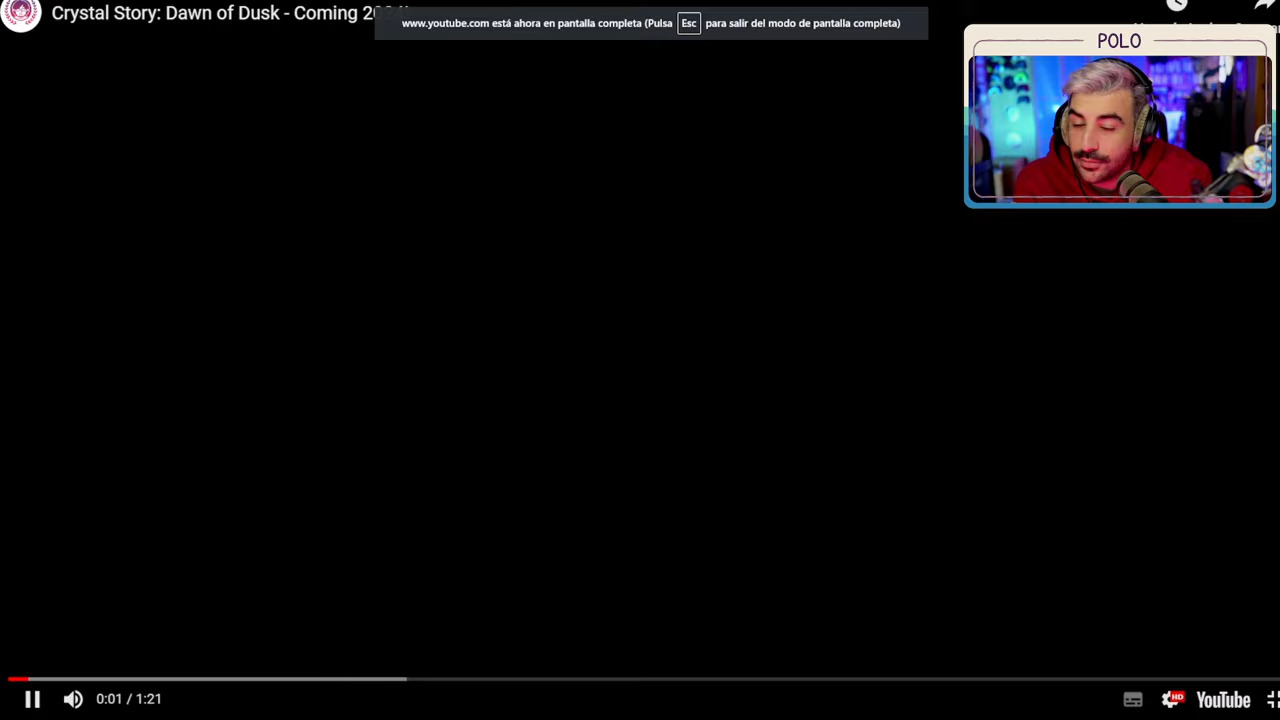 Crystal Story: Dawn of Dusk - Coming
www.youtube.com está ahora en pantalla completa (Pulsa Esc para salir del modo de pantalla completa)
POLO
0:01 / 1:21
HD
YouTube